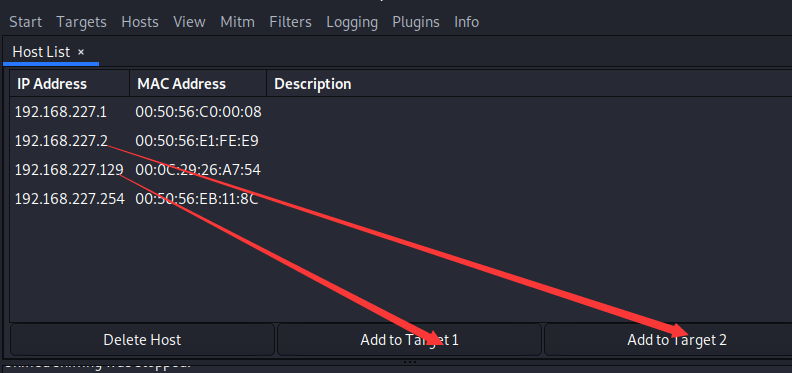 Start Targets Hosts View Mitm Filters Logging Plugins Info
Host List ×
IP Address MAC Address Description
192.168.227.1 00:50:56:C0:00:08
192.168.227.2 00:50:56:E1:FE:E9
192.168.227.129 00:0C:29:26:A7:54
192.168.227.254 00:50:56:EB:11:8C
Delete Host Add to Target 1 Add to Target 2
sniffing was stopped.